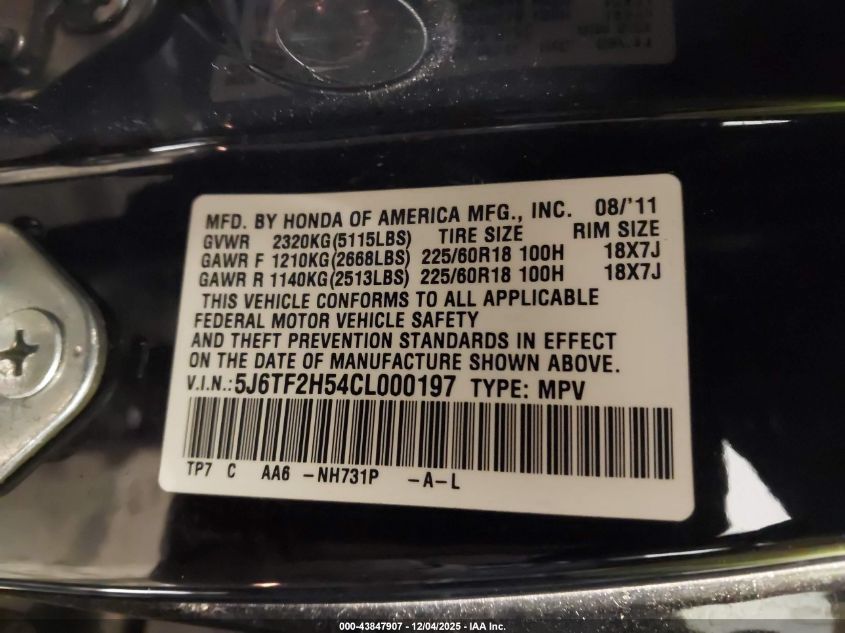 MFD. BY HONDA OF AMERICA MFG., INC. 08/'11
GVWR 2320KG(5115LBS) TIRE SIZE RIM SIZE
GAWR F 1210KG(2668LBS) 225/60R18 100H 18X7J
GAWR R 1140KG(2513LBS) 225/60R18 100H 18X7J
THIS VEHICLE CONFORMS TO ALL APPLICABLE
FEDERAL MOTOR VEHICLE SAFETY
AND THEFT PREVENTION STANDARDS IN EFFECT
ON THE DATE OF MANUFACTURE SHOWN ABOVE.
V.I.N.:5J6TF2H54CL000197 TYPE: MPV
TP7 C AA6 -NH731P -A-L
000-43847907 - 12/04/2025 - IAA Inc.